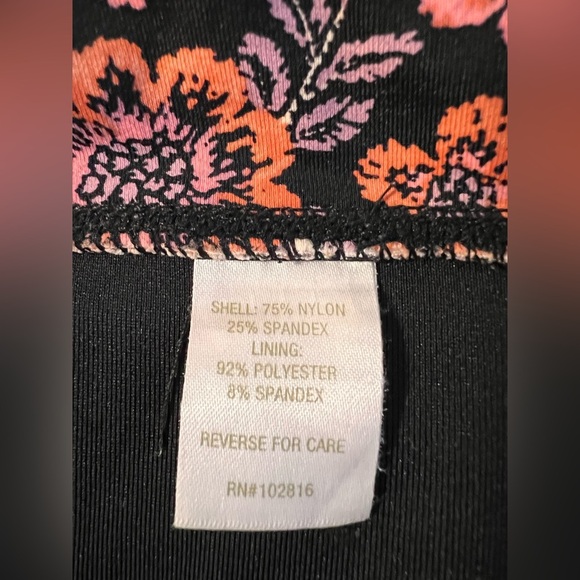 SHELL: 75% NYLON
25% SPANDEX
LINING:
92% POLYESTER
8% SPANDEX
REVERSE FOR CARE
RN#102816